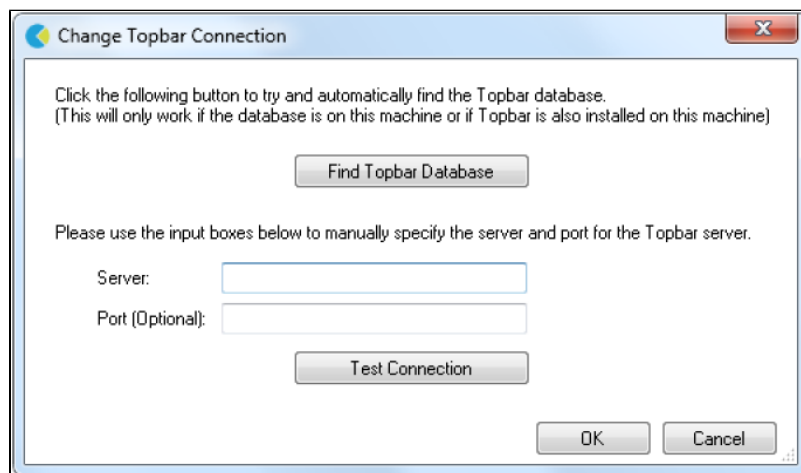 Change Topbar Connection
Click the following button to try and automatically find the Topbar database.
(This will only work if the database is on this machine or if Topbar is also installed on this machine)
Find Topbar Database
Please use the input boxes below to manually specify the server and port for the Topbar server.
Server:
Port (Optional):
Test Connection
OK Cancel